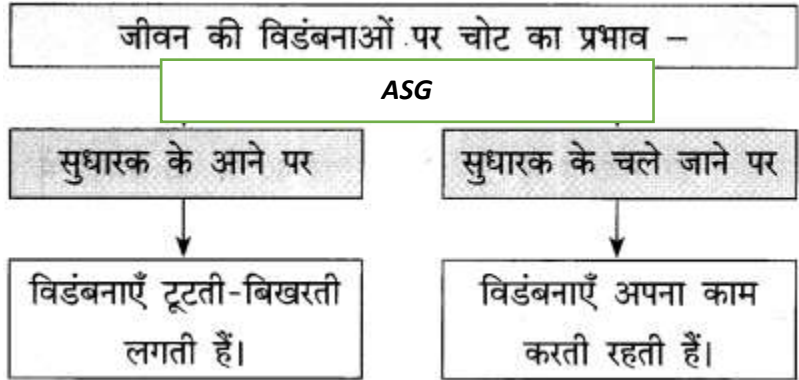 जीवन की विडंबनाओं पर चोट का प्रभाव –
ASG
सुधारक के आने पर
सुधारक के चले जाने पर
विडंबनाएँ टूटती-बिखरती
लगती हैं।
विडंबनाएँ अपना काम
करती रहती हैं।